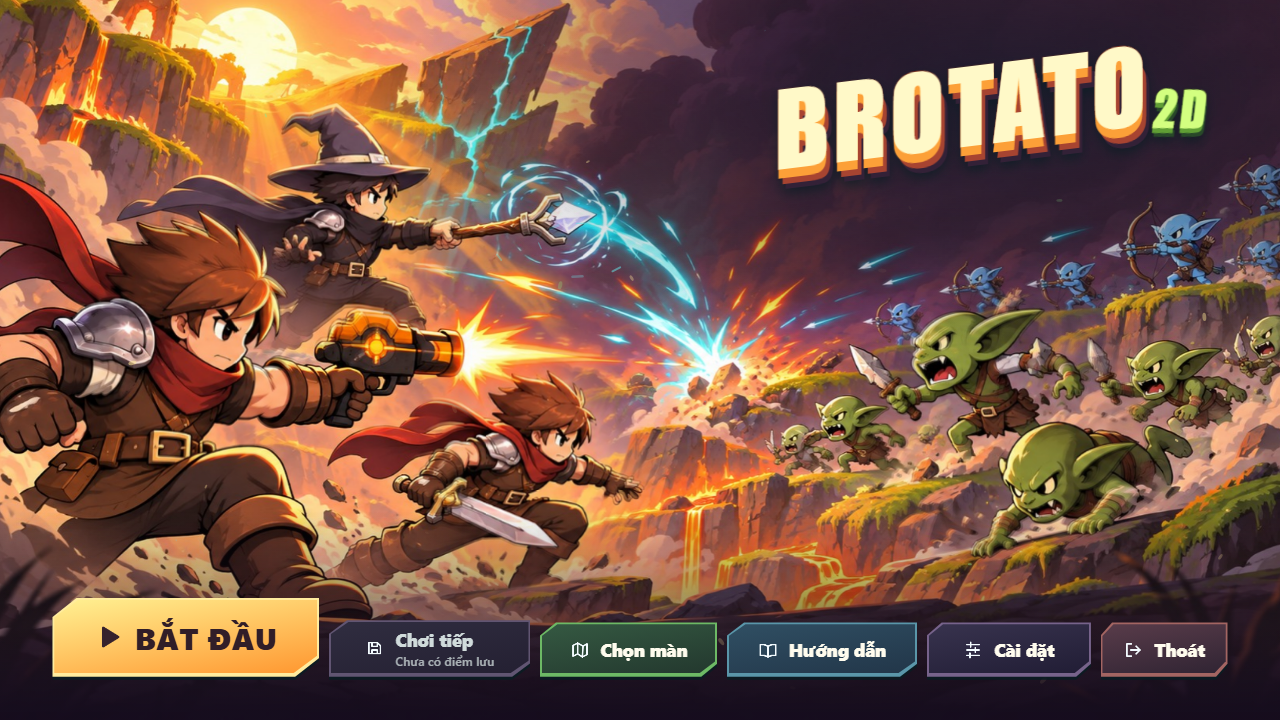 BROTATO 2D
BẮT ĐẦU
Chơi tiếp
Chưa có điểm lưu
Chọn màn
Hướng dẫn
Cài đặt
Thoát